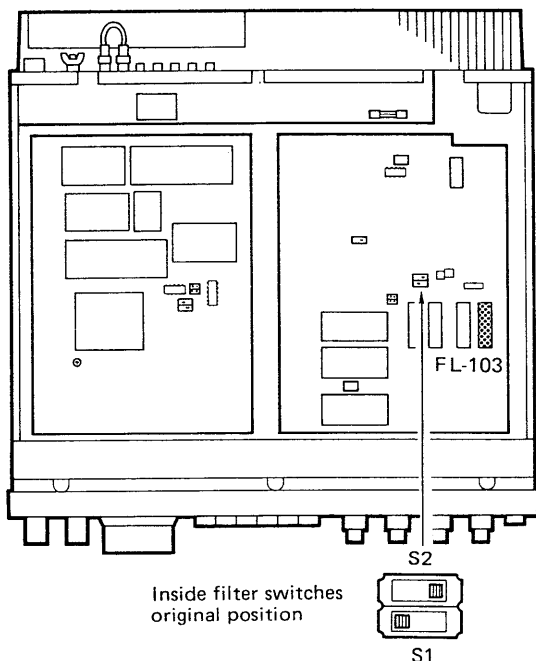 FL-103
S2
Inside filter switches
original position
S1